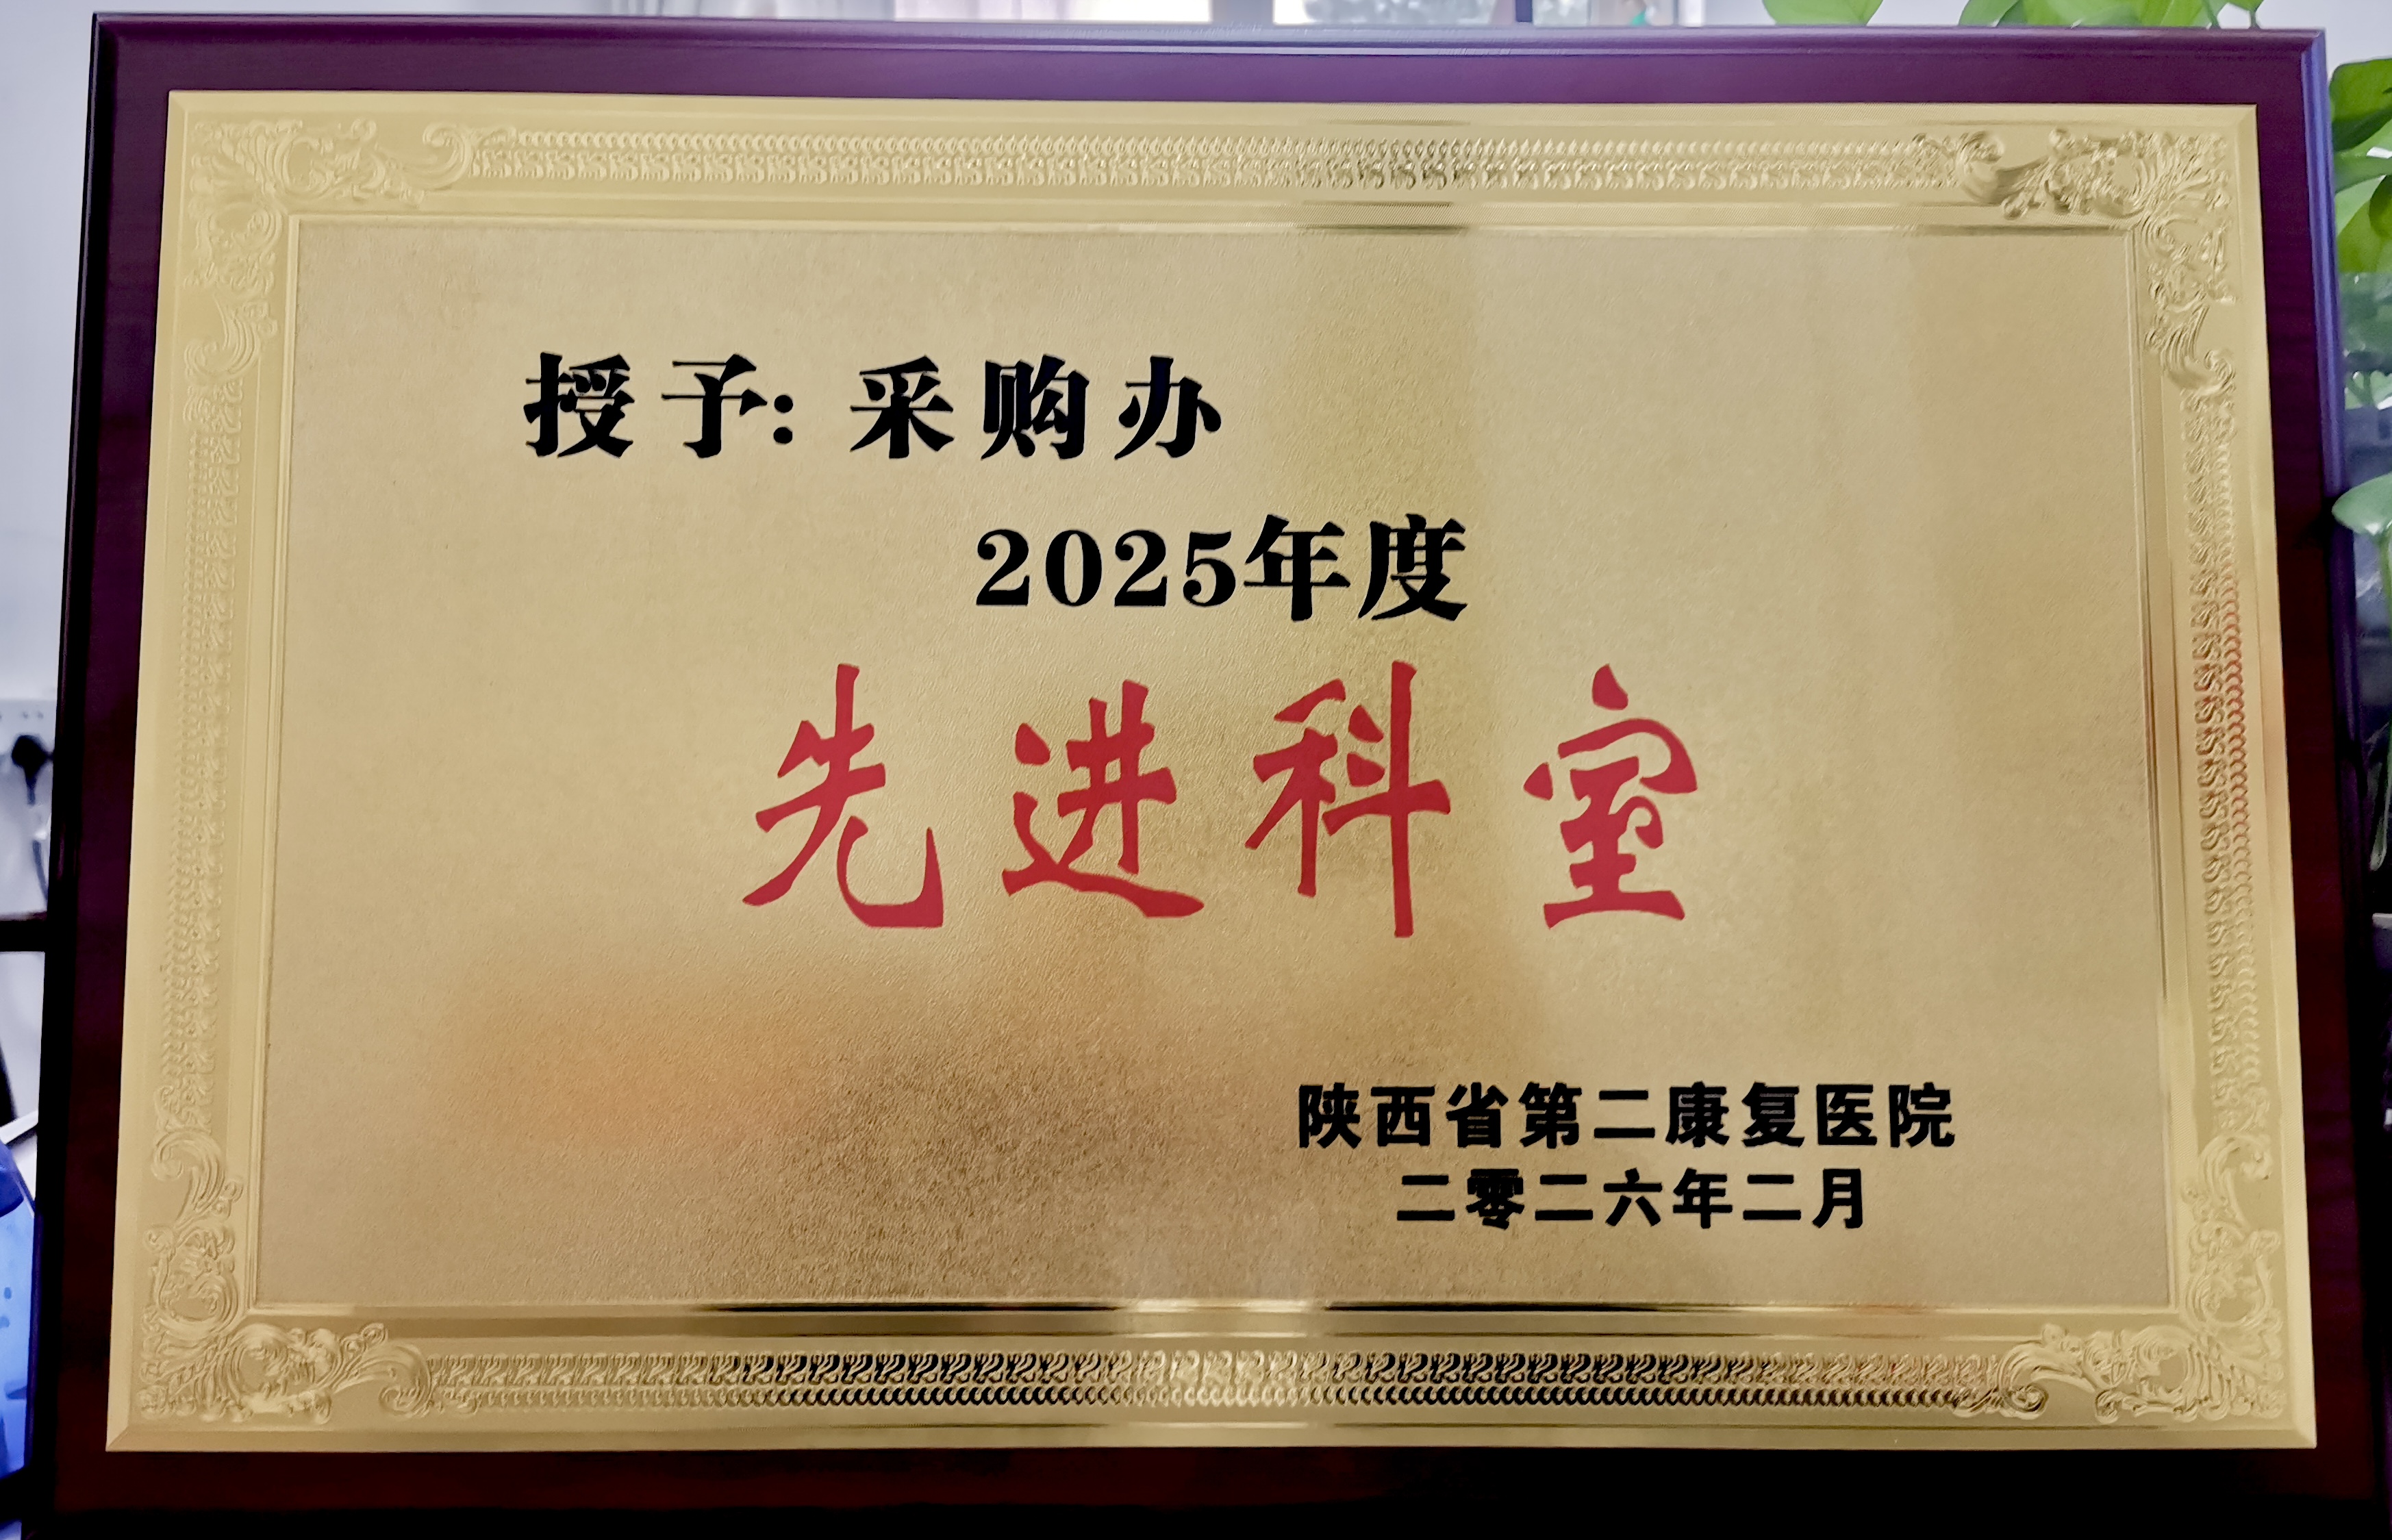 授予：采购办
2025年度
先进科室
陕西省第二康复医院
二零二六年二月